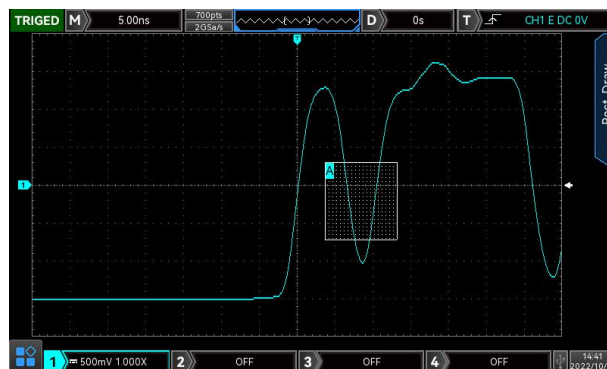 TRIGED M 5.00ns 700pts 2GSa/s D 0s T CH1 E DC 0V
T
Rect Draw
A
1
1 500mV 1.000X 2 OFF 3 OFF 4 OFF
14:41
2022/10/